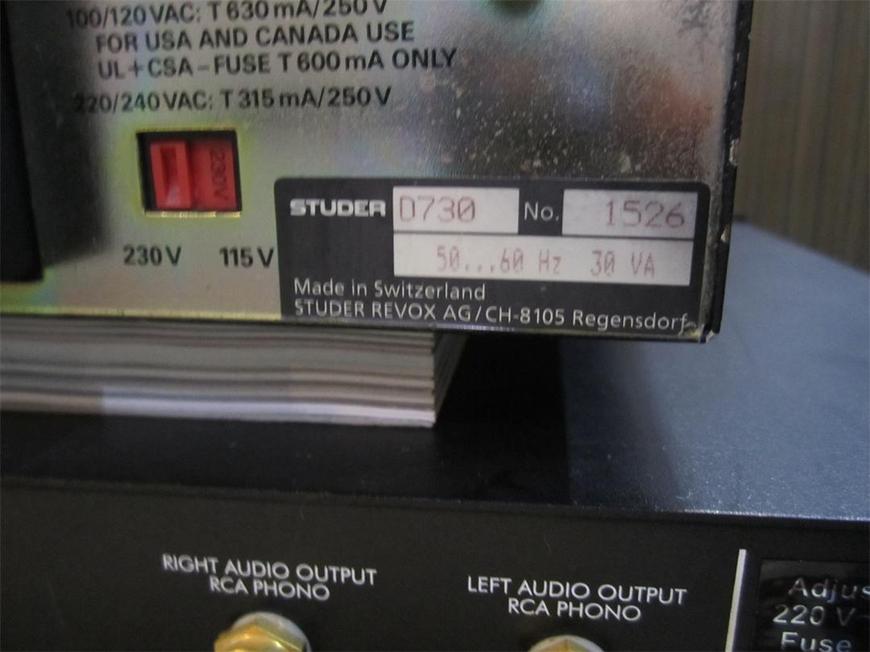 100/120 VAC: T 630 mA/250 V
FOR USA AND CANADA USE
UL+CSA-FUSE T 600 mA ONLY
220/240 VAC: T 315 mA/250 V
230V
230 V 115 V
STUDER D730 No. 1526
50...60 Hz 30 VA
Made in Switzerland
STUDER REVOX AG/CH-8105 Regensdorf
RIGHT AUDIO OUTPUT
RCA PHONO
LEFT AUDIO OUTPUT
RCA PHONO
Adjus
220 V
Fuse